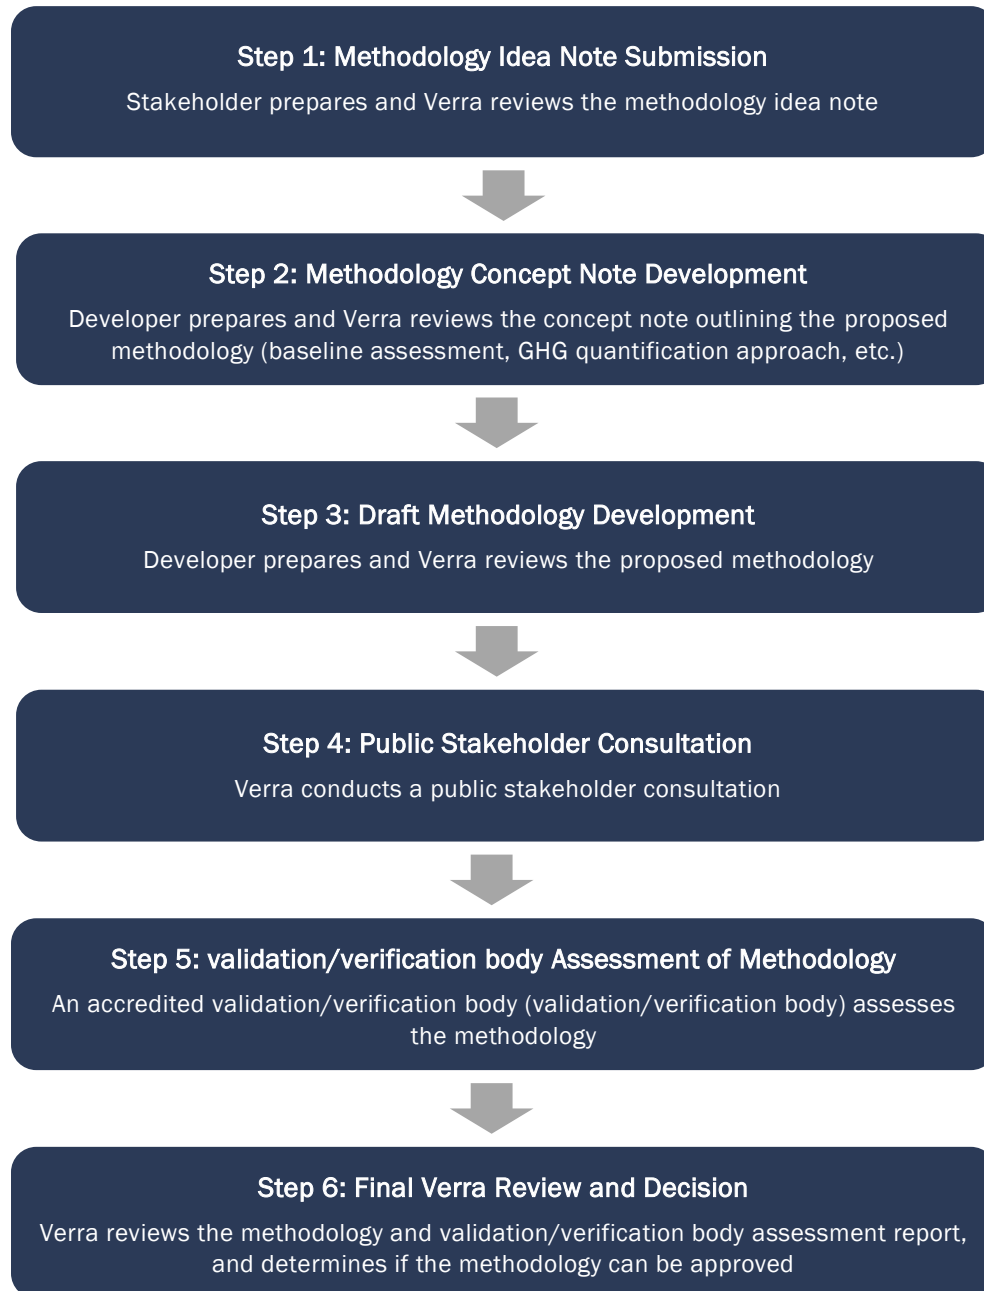 Step 1: Methodology Idea Note Submission
Stakeholder prepares and Verra reviews the methodology idea note
Step 2: Methodology Concept Note Development
Developer prepares and Verra reviews the concept note outlining the proposed
methodology (baseline assessment, GHG quantification approach, etc.)
Step 3: Draft Methodology Development
Developer prepares and Verra reviews the proposed methodology
Step 4: Public Stakeholder Consultation
Verra conducts a public stakeholder consultation
Step 5: validation/verification body Assessment of Methodology
An accredited validation/verification body (validation/verification body) assesses
the methodology
Step 6: Final Verra Review and Decision
Verra reviews the methodology and validation/verification body assessment report,
and determines if the methodology can be approved